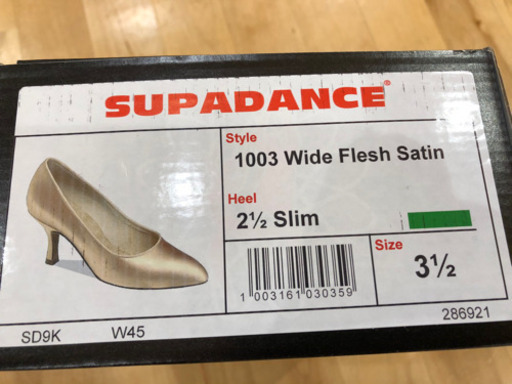 SUPADANCE®
Style
1003 Wide Flesh Satin
Heel
2½ Slim
Size
3½
1 003161 030359
286921
SD9K W45